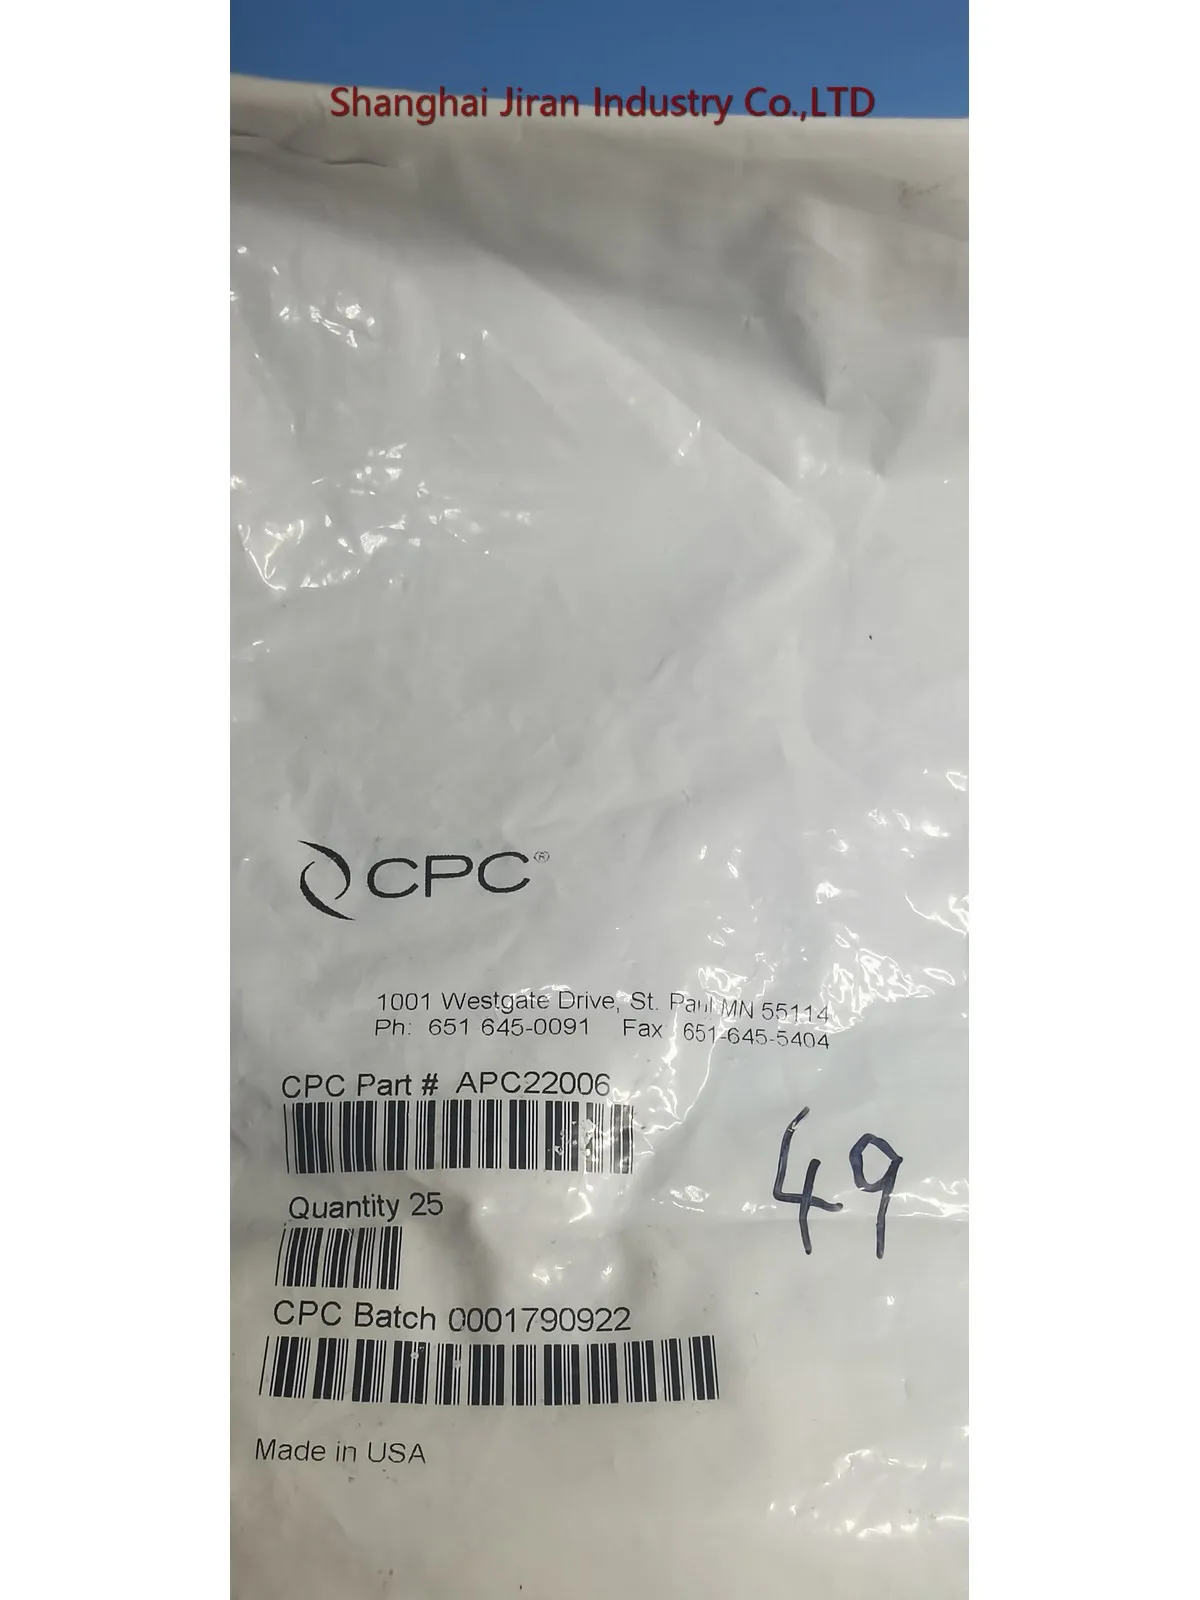 Shanghai Jiran Industry Co.,LTD
CPC®
1001 Westgate Drive, St. Paul MN 55114
Ph: 651 645-0091 Fax 651-645-5404
CPC Part # APC22006
49
Quantity 25
CPC Batch 0001790922
Made in USA